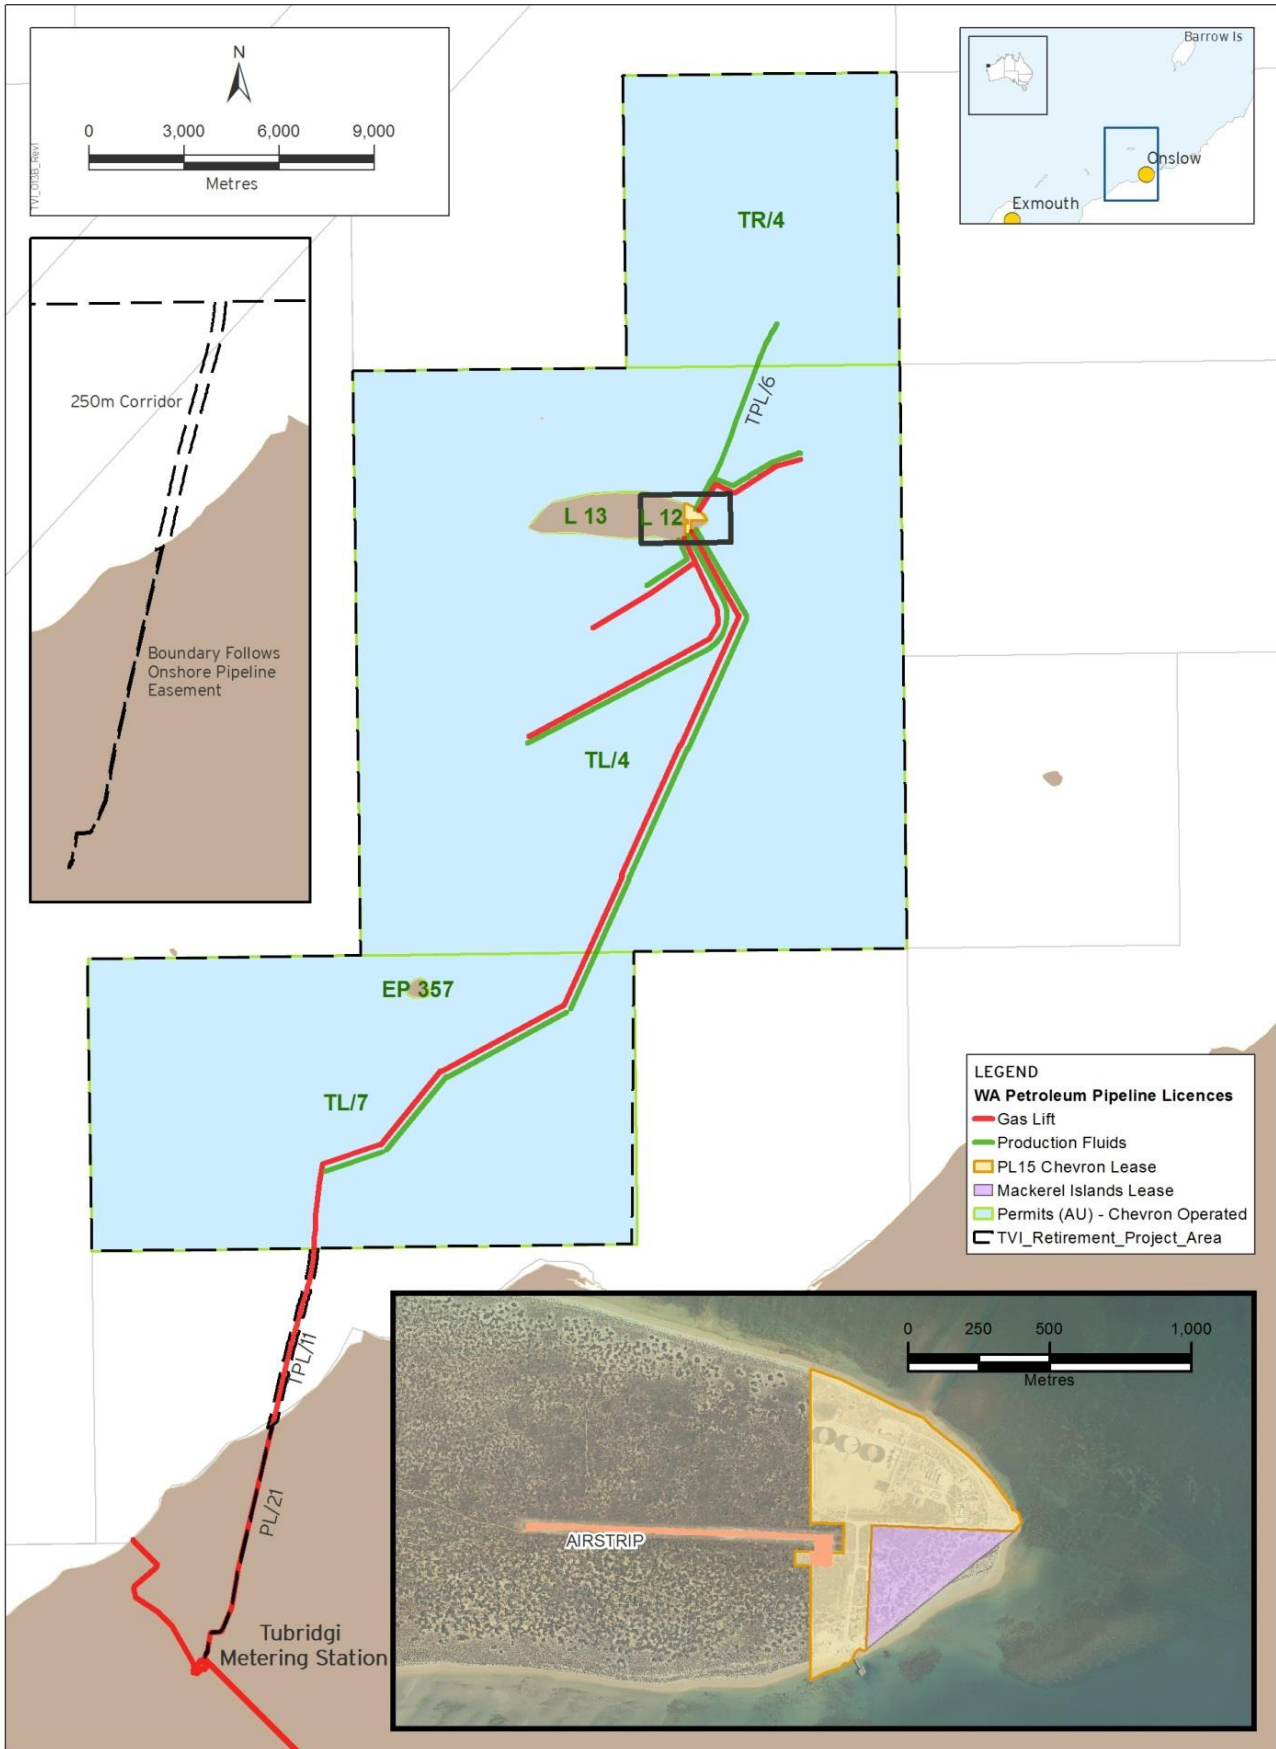 N
0 3,000 6,000 9,000
Metres
TVI_013B_Rev1
Barrow Is
Onslow
Exmouth
TR/4
250m Corridor
TPL/6
L 13
L 12
Boundary Follows
Onshore Pipeline
Easement
TL/4
EP 357
TL/7
LEGEND
WA Petroleum Pipeline Licences
Gas Lift
Production Fluids
PL15 Chevron Lease
Mackerel Islands Lease
Permits (AU) - Chevron Operated
TVI_Retirement_Project_Area
TPL/11
0 250 500 1,000
Metres
PL/21
AIRSTRIP
Tubridgi
Metering Station